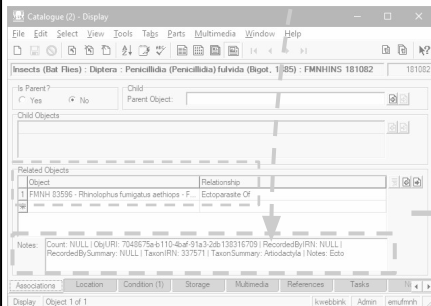 Catalogue (2) - Display
File Edit Select View Tools Tabs Parts Multimedia Window Help
Insects (Bat Flies) : Diptera : Penicillidia (Penicillidia) fulvida (Bigot, 1885) : FMNHINS 181082 181082
Is Parent?
Yes No
Child
Parent Object:
Child Objects
Related Objects
Object Relationship
1 FMNH 83596 - Rhinolophus fumigatus aethiops - F... Ectoparasite Of
Notes: Count: NULL | ObjURI: 7048675a-b110-4baf-91a3-2db138316709 | RecordedByIRN: NULL |
RecordedBySummary: NULL | TaxonIRN: 337571 | TaxonSummary: Artiodactyla | Notes: Ecto
Associations Location Condition (1) Storage Multimedia References Tasks
Display Object 1 of 1 kwebbink Admin emufmnh